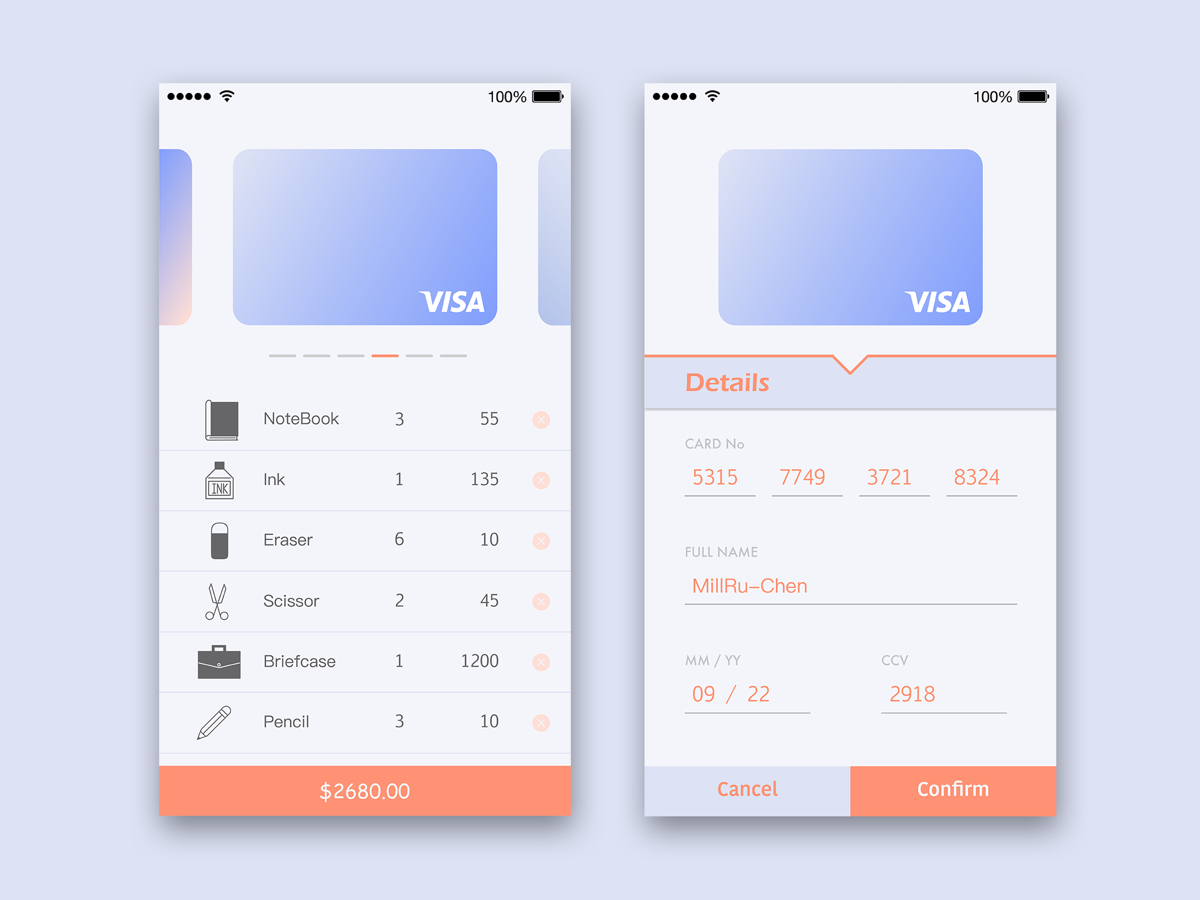 100%
VISA
NoteBook 3 55
INK
Ink 1 135
Eraser 6 10
Scissor 2 45
Briefcase 1 1200
Pencil 3 10
$2680.00
100%
VISA
Details
CARD No
5315 7749 3721 8324
FULL NAME
MillRu-Chen
MM / YY CCV
09 / 22 2918
Cancel Confirm